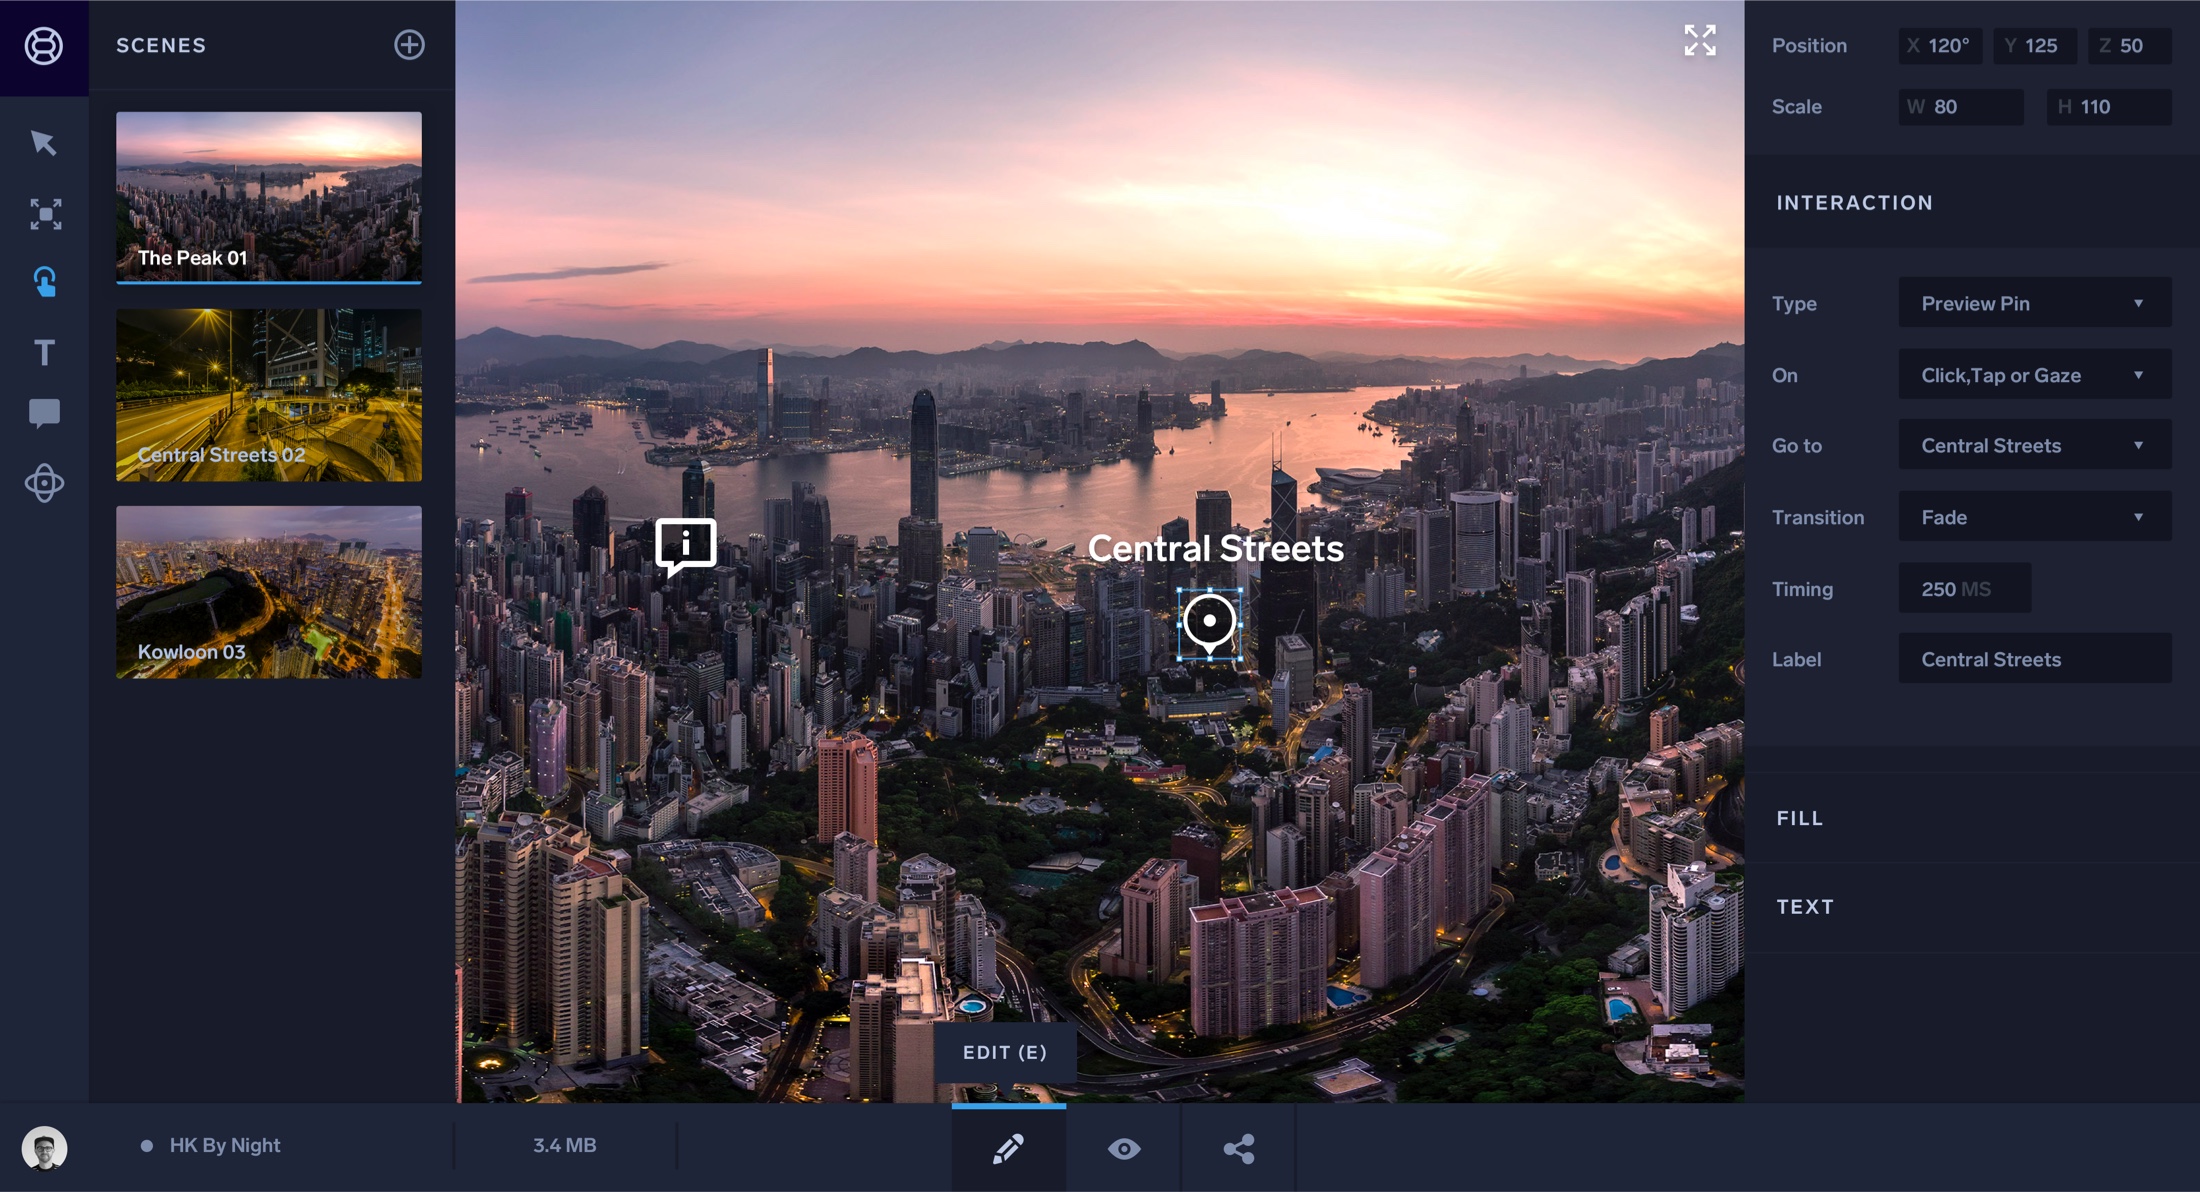 SCENES
The Peak 01
Central Streets 02
Kowloon 03
Central Streets
EDIT (E)
HK By Night
3.4 MB
Position X 120° Y 125 Z 50
Scale W 80 H 110
INTERACTION
Type Preview Pin
On Click,Tap or Gaze
Go to Central Streets
Transition Fade
Timing 250 MS
Label Central Streets
FILL
TEXT